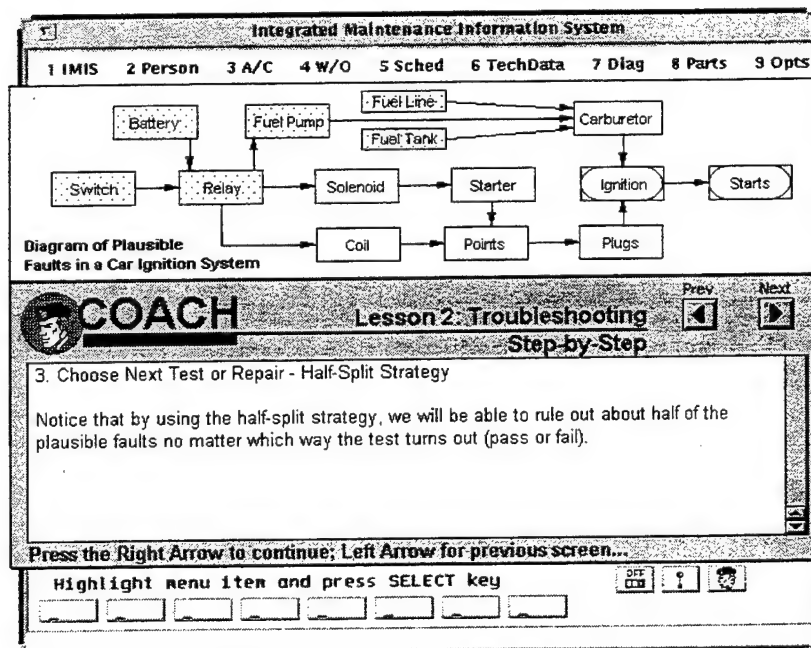 Integrated Maintenance Information System
1 IMIS 2 Person 3 A/C 4 W/O 5 Sched 6 TechData 7 Diag 8 Parts 9 Opts
Fuel Line
Battery
Fuel Pump
Carburetor
Fuel Tank
Switch
Relay
Solenoid
Starter
Ignition
Starts
Coil
Points
Plugs
Diagram of Plausible
Faults in a Car Ignition System
COACH
Lesson 2: Troubleshooting
Step-by-Step
Prev
Next
3. Choose Next Test or Repair - Half-Split Strategy
Notice that by using the half-split strategy, we will be able to rule out about half of the
plausible faults no matter which way the test turns out (pass or fail).
Press the Right Arrow to continue; Left Arrow for previous screen...
Highlight menu item and press SELECT key
OFF